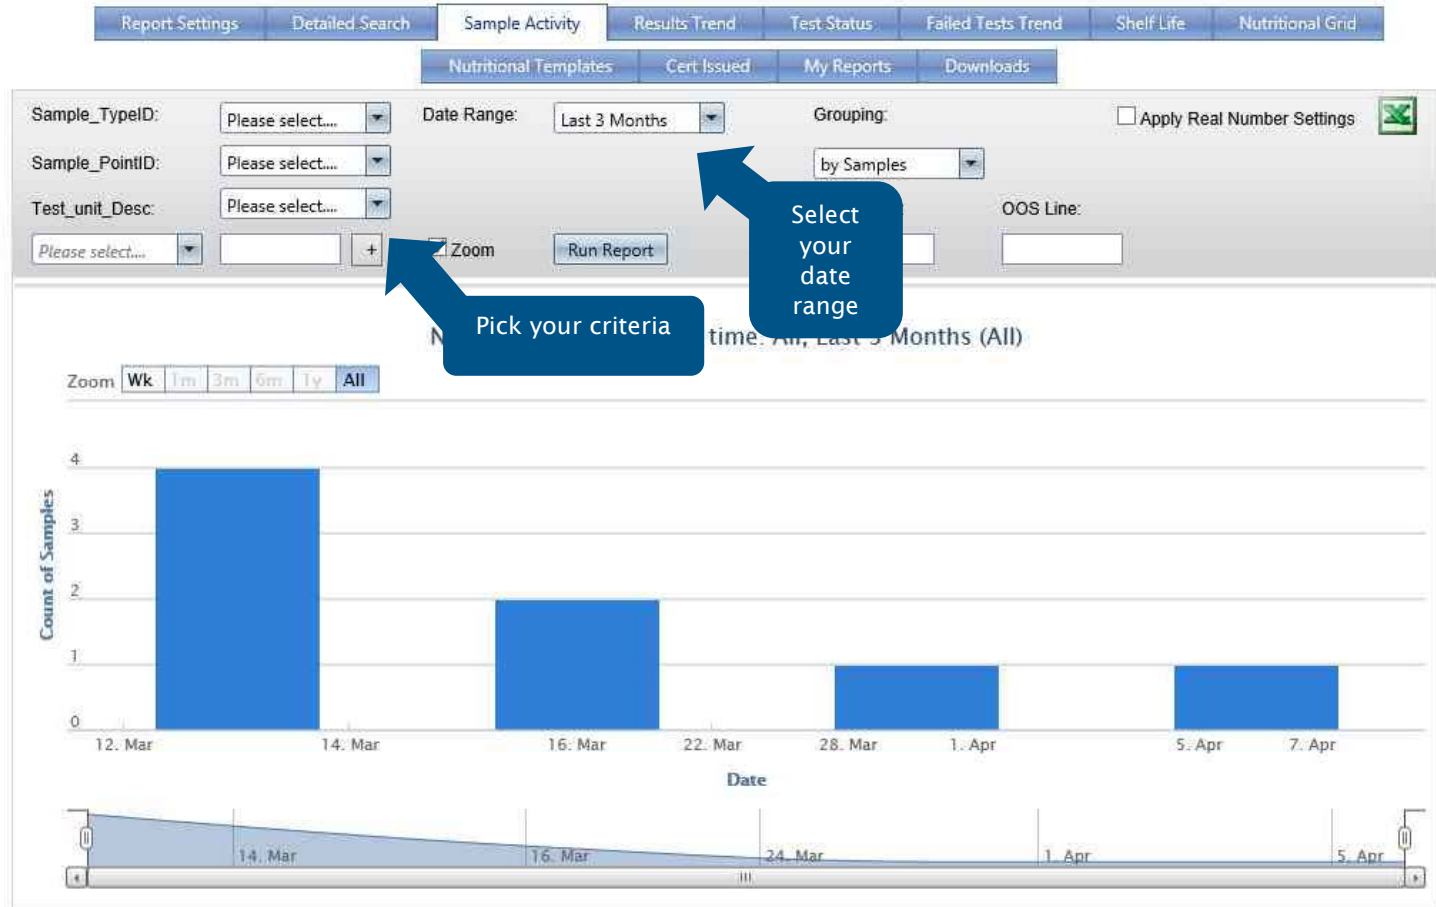 Report Settings Detailed Search Sample Activity Results Trend Test Status Failed Tests Trend Shelf Life Nutritional Grid
Nutritional Templates Cert Issued My Reports Downloads
Sample_TypeID: Please select.... Date Range: Last 3 Months Grouping: Apply Real Number Settings
Sample_PointID: Please select.... by Samples
Test_unit_Desc: Please select.... OOS Line:
Please select.... + Zoom Run Report
Select
your
date
range
Pick your criteria
time: All, Last 3 Months (All)
Zoom Wk 1m 3m 6m 1y All
4
3
2
1
0
Count of Samples
12. Mar 14. Mar 16. Mar 22. Mar 28. Mar 1. Apr 5. Apr 7. Apr
Date
14. Mar 16. Mar 24. Mar 1. Apr 5. Apr